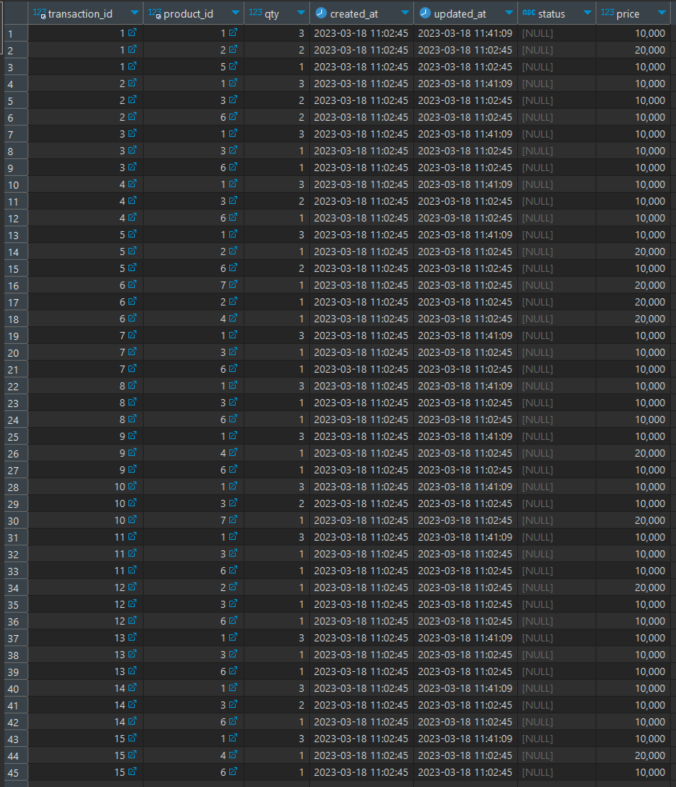 123 transaction_id 123 product_id 123 qty created_at updated_at ABC status 123 price
1 1 1 3 2023-03-18 11:02:45 2023-03-18 11:41:09 [NULL] 10,000
2 1 2 2 2023-03-18 11:02:45 2023-03-18 11:02:45 [NULL] 20,000
3 1 5 1 2023-03-18 11:02:45 2023-03-18 11:02:45 [NULL] 10,000
4 2 1 3 2023-03-18 11:02:45 2023-03-18 11:41:09 [NULL] 10,000
5 2 3 2 2023-03-18 11:02:45 2023-03-18 11:02:45 [NULL] 10,000
6 2 6 2 2023-03-18 11:02:45 2023-03-18 11:02:45 [NULL] 10,000
7 3 1 3 2023-03-18 11:02:45 2023-03-18 11:41:09 [NULL] 10,000
8 3 3 1 2023-03-18 11:02:45 2023-03-18 11:02:45 [NULL] 10,000
9 3 6 1 2023-03-18 11:02:45 2023-03-18 11:02:45 [NULL] 10,000
10 4 1 3 2023-03-18 11:02:45 2023-03-18 11:41:09 [NULL] 10,000
11 4 3 2 2023-03-18 11:02:45 2023-03-18 11:02:45 [NULL] 10,000
12 4 6 1 2023-03-18 11:02:45 2023-03-18 11:02:45 [NULL] 10,000
13 5 1 3 2023-03-18 11:02:45 2023-03-18 11:41:09 [NULL] 10,000
14 5 2 1 2023-03-18 11:02:45 2023-03-18 11:02:45 [NULL] 20,000
15 5 6 2 2023-03-18 11:02:45 2023-03-18 11:02:45 [NULL] 10,000
16 6 7 1 2023-03-18 11:02:45 2023-03-18 11:02:45 [NULL] 20,000
17 6 2 1 2023-03-18 11:02:45 2023-03-18 11:02:45 [NULL] 20,000
18 6 4 1 2023-03-18 11:02:45 2023-03-18 11:02:45 [NULL] 20,000
19 7 1 3 2023-03-18 11:02:45 2023-03-18 11:41:09 [NULL] 10,000
20 7 3 1 2023-03-18 11:02:45 2023-03-18 11:02:45 [NULL] 10,000
21 7 6 1 2023-03-18 11:02:45 2023-03-18 11:02:45 [NULL] 10,000
22 8 1 3 2023-03-18 11:02:45 2023-03-18 11:41:09 [NULL] 10,000
23 8 3 1 2023-03-18 11:02:45 2023-03-18 11:02:45 [NULL] 10,000
24 8 6 1 2023-03-18 11:02:45 2023-03-18 11:02:45 [NULL] 10,000
25 9 1 3 2023-03-18 11:02:45 2023-03-18 11:41:09 [NULL] 10,000
26 9 4 1 2023-03-18 11:02:45 2023-03-18 11:02:45 [NULL] 20,000
27 9 6 1 2023-03-18 11:02:45 2023-03-18 11:02:45 [NULL] 10,000
28 10 1 3 2023-03-18 11:02:45 2023-03-18 11:41:09 [NULL] 10,000
29 10 3 2 2023-03-18 11:02:45 2023-03-18 11:02:45 [NULL] 10,000
30 10 7 1 2023-03-18 11:02:45 2023-03-18 11:02:45 [NULL] 20,000
31 11 1 3 2023-03-18 11:02:45 2023-03-18 11:41:09 [NULL] 10,000
32 11 3 1 2023-03-18 11:02:45 2023-03-18 11:02:45 [NULL] 10,000
33 11 6 1 2023-03-18 11:02:45 2023-03-18 11:02:45 [NULL] 10,000
34 12 2 1 2023-03-18 11:02:45 2023-03-18 11:02:45 [NULL] 20,000
35 12 3 1 2023-03-18 11:02:45 2023-03-18 11:02:45 [NULL] 10,000
36 12 6 1 2023-03-18 11:02:45 2023-03-18 11:02:45 [NULL] 10,000
37 13 1 3 2023-03-18 11:02:45 2023-03-18 11:41:09 [NULL] 10,000
38 13 3 1 2023-03-18 11:02:45 2023-03-18 11:02:45 [NULL] 10,000
39 13 6 1 2023-03-18 11:02:45 2023-03-18 11:02:45 [NULL] 10,000
40 14 1 3 2023-03-18 11:02:45 2023-03-18 11:41:09 [NULL] 10,000
41 14 3 2 2023-03-18 11:02:45 2023-03-18 11:02:45 [NULL] 10,000
42 14 6 1 2023-03-18 11:02:45 2023-03-18 11:02:45 [NULL] 10,000
43 15 1 3 2023-03-18 11:02:45 2023-03-18 11:41:09 [NULL] 10,000
44 15 4 1 2023-03-18 11:02:45 2023-03-18 11:02:45 [NULL] 20,000
45 15 6 1 2023-03-18 11:02:45 2023-03-18 11:02:45 [NULL] 10,000